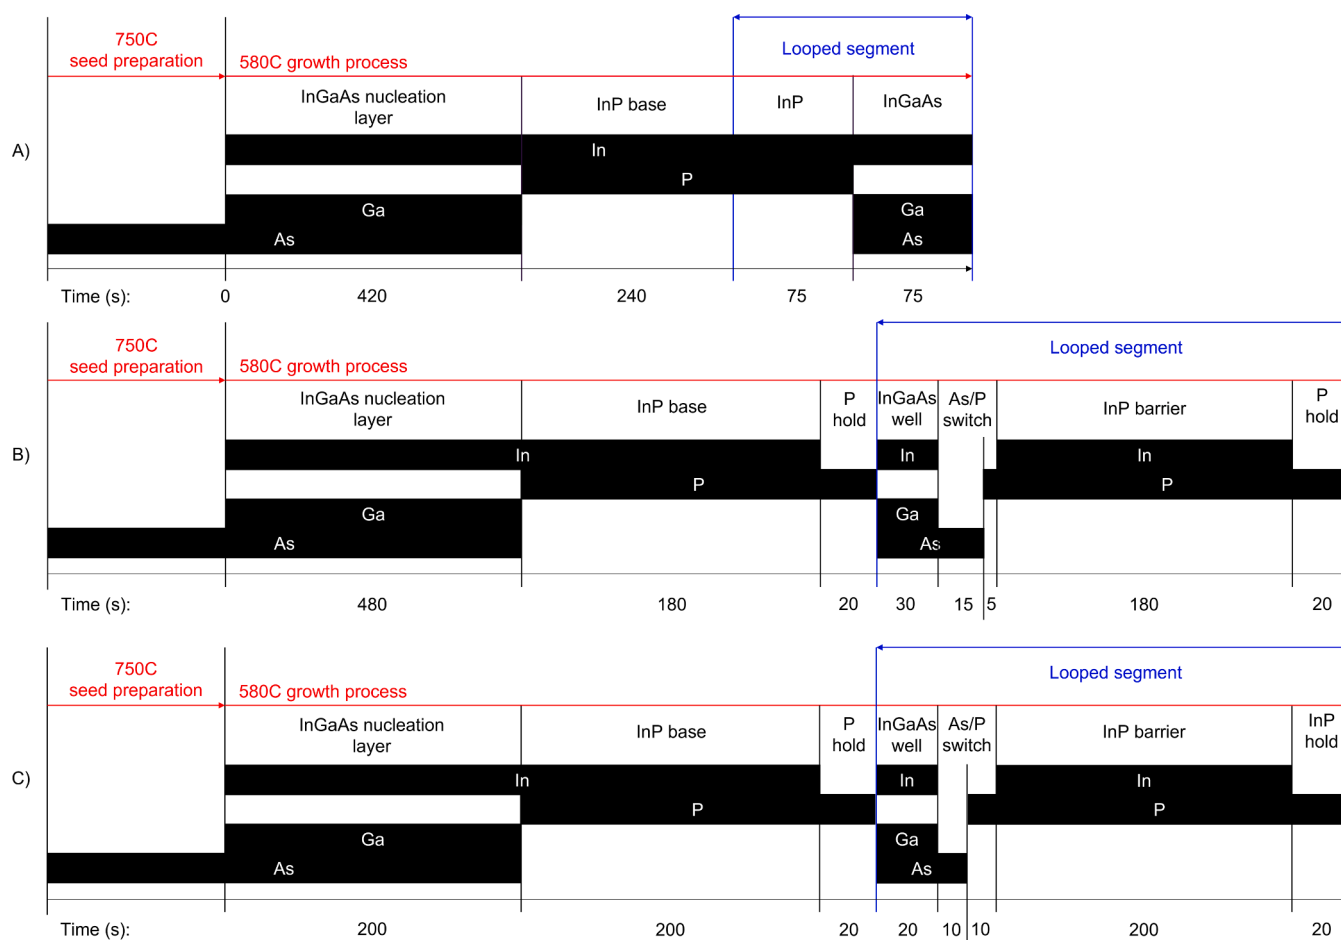 750C
seed preparation
580C growth process
Looped segment
InGaAs nucleation
layer
InP base
InP
InGaAs
A)
In
P
Ga
Ga
As
As
Time (s):
0
420
240
75
75
750C
seed preparation
580C growth process
Looped segment
InGaAs nucleation
layer
InP base
P
hold
InGaAs
well
As/P
switch
InP barrier
P
hold
B)
In
In
In
P
P
Ga
Ga
As
As
Time (s):
480
180
20
30
15
5
180
20
750C
seed preparation
580C growth process
Looped segment
InGaAs nucleation
layer
InP base
P
hold
InGaAs
well
As/P
switch
InP barrier
InP
hold
C)
In
In
In
P
P
Ga
Ga
As
As
Time (s):
200
200
20
20
10
10
200
20